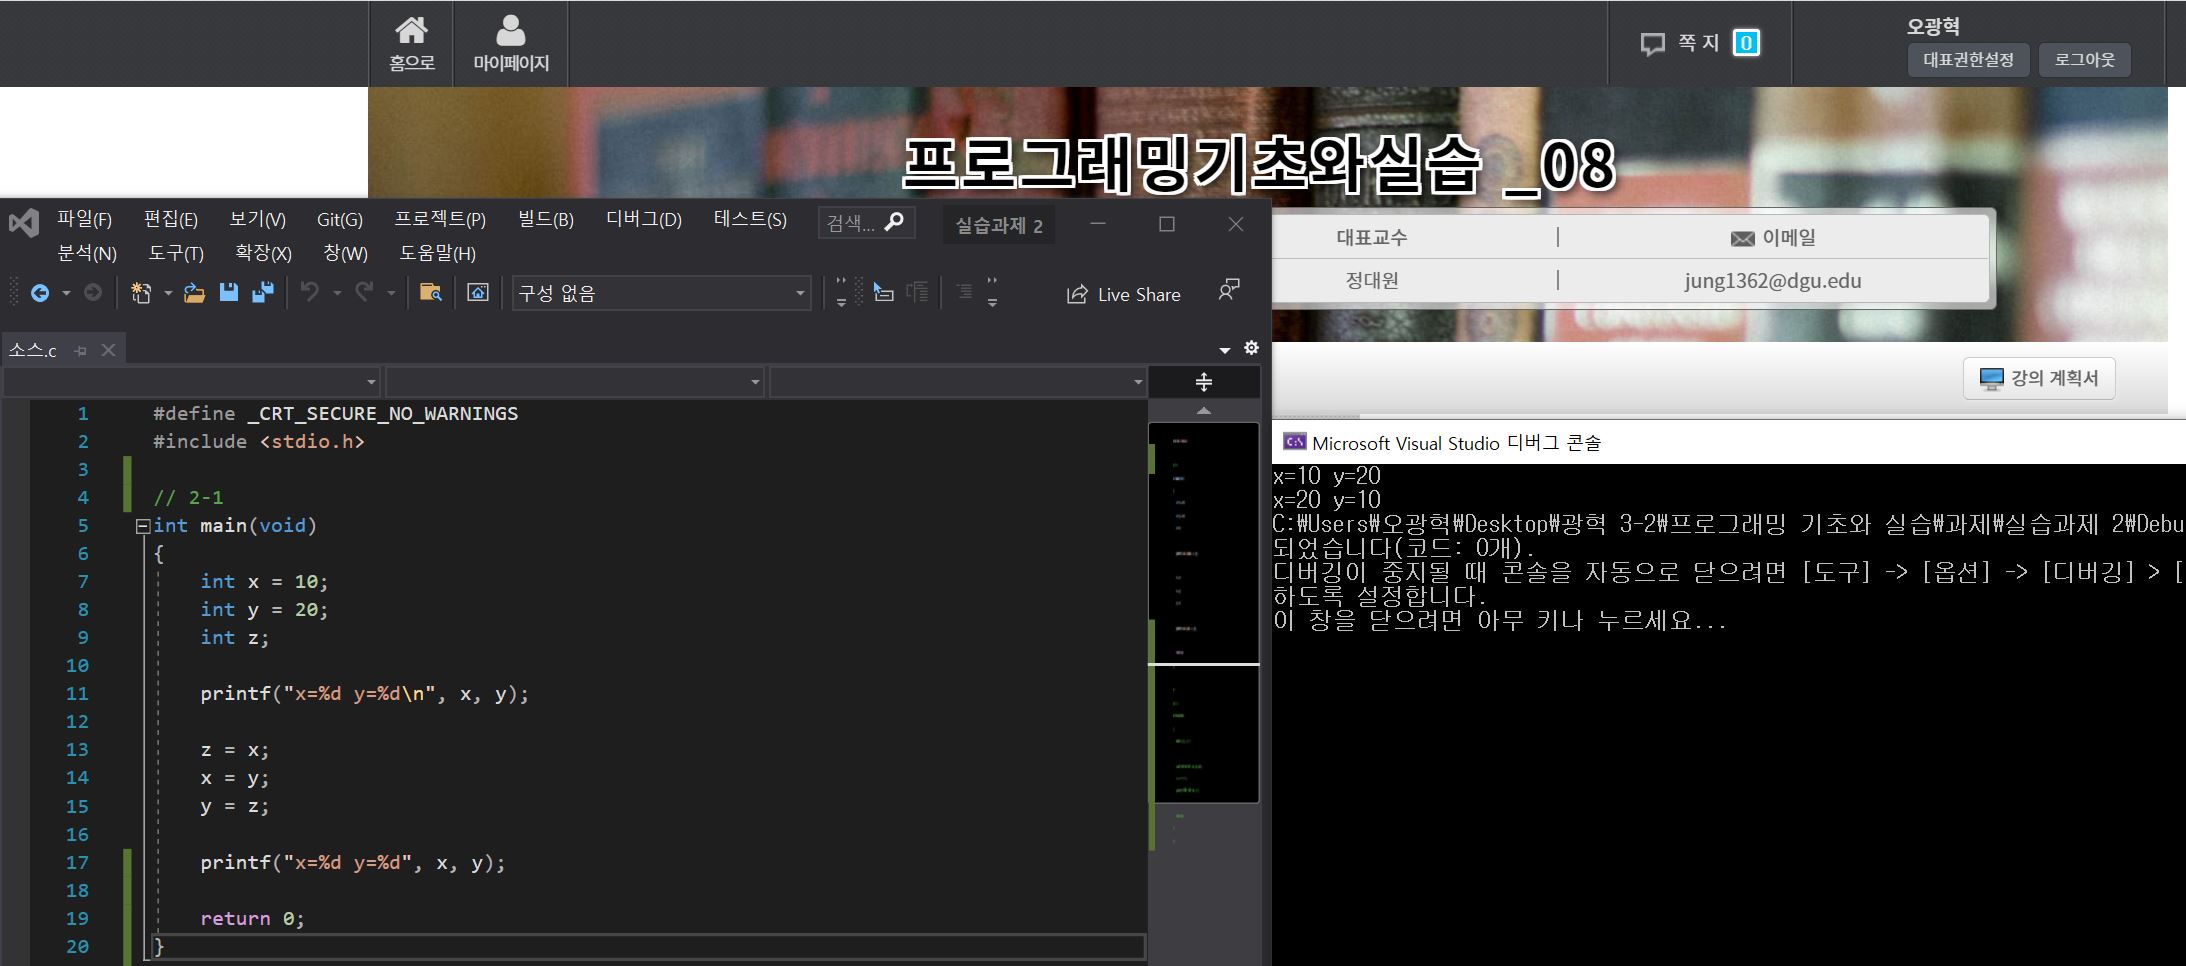 홈으로
마이페이지
쪽 지 0
오광혁
대표권한설정 로그아웃
프로그래밍기초와실습 _08
대표교수 | 이메일
정대원 | jung1362@dgu.edu
강의 계획서
파일(F) 편집(E) 보기(V) Git(G) 프로젝트(P) 빌드(B) 디버그(D) 테스트(S) 검색... 실습과제 2
분석(N) 도구(T) 확장(X) 창(W) 도움말(H)
구성 없음 Live Share
소스.c
1 #define _CRT_SECURE_NO_WARNINGS
2 #include <stdio.h>
3
4 // 2-1
5 int main(void)
6 {
7 int x = 10;
8 int y = 20;
9 int z;
10
11 printf("x=%d y=%d\n", x, y);
12
13 z = x;
14 x = y;
15 y = z;
16
17 printf("x=%d y=%d", x, y);
18
19 return 0;
20 }
Microsoft Visual Studio 디버그 콘솔
x=10 y=20
x=20 y=10
C:\Users\오광혁\Desktop\광혁 3-2\프로그래밍 기초와 실습\과제\실습과제 2\Debu
되었습니다(코드: 0개).
디버깅이 중지될 때 콘솔을 자동으로 닫으려면 [도구] -> [옵션] -> [디버깅] > [
하도록 설정합니다.
이 창을 닫으려면 아무 키나 누르세요...